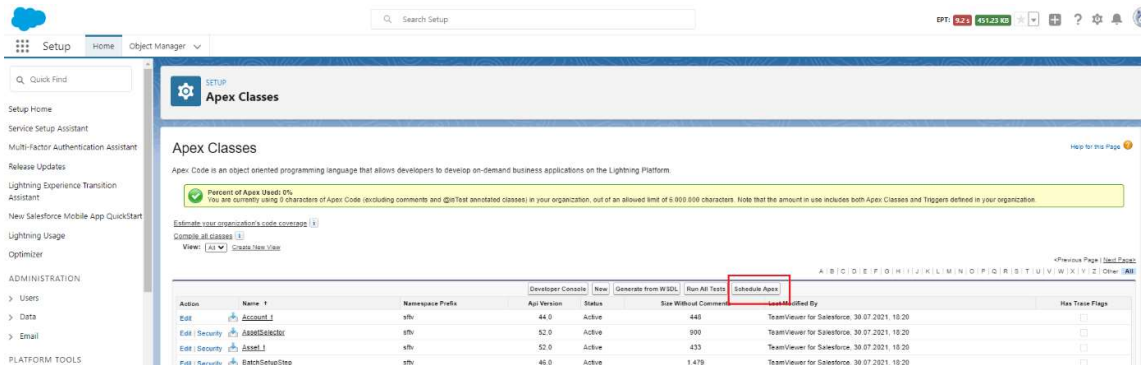 Search Setup
EPT: 9.2 s 451.23 KB
Setup Home Object Manager
Quick Find
Setup Home
Service Setup Assistant
Multi-Factor Authentication Assistant
Release Updates
Lightning Experience Transition
Assistant
New Salesforce Mobile App QuickStart
Lightning Usage
Optimizer
ADMINISTRATION
Users
Data
Email
PLATFORM TOOLS
SETUP
Apex Classes
Apex Classes
Help for this Page
Apex Code is an object oriented programming language that allows developers to develop on-demand business applications on the Lightning Platform.
Percent of Apex Used: 0%
You are currently using 0 characters of Apex Code (excluding comments and @isTest annotated classes) in your organization, out of an allowed limit of 6.000.000 characters. Note that the amount in use includes both Apex Classes and Triggers defined in your organization.
Estimate your organization's code coverage i
Compile all classes i
View: All Create New View
<Previous Page | Next Page>
A | B | C | D | E | F | G | H | I | J | K | L | M | N | O | P | Q | R | S | T | U | V | W | X | Y | Z | Other All
Developer Console New Generate from WSDL Run All Tests Schedule Apex
Action Name ↑ Namespace Prefix Api Version Status Size Without Comments Last Modified By Has Trace Flags
Edit Account_t sftv 44.0 Active 448 TeamViewer for Salesforce, 30.07.2021, 18:20
Edit | Security AssetSelector sftv 52.0 Active 900 TeamViewer for Salesforce, 30.07.2021, 18:20
Edit | Security Asset_t sftv 52.0 Active 433 TeamViewer for Salesforce, 30.07.2021, 18:20
Edit | Security BatchSetupStep sftv 46.0 Active 1.479 TeamViewer for Salesforce, 30.07.2021, 18:20